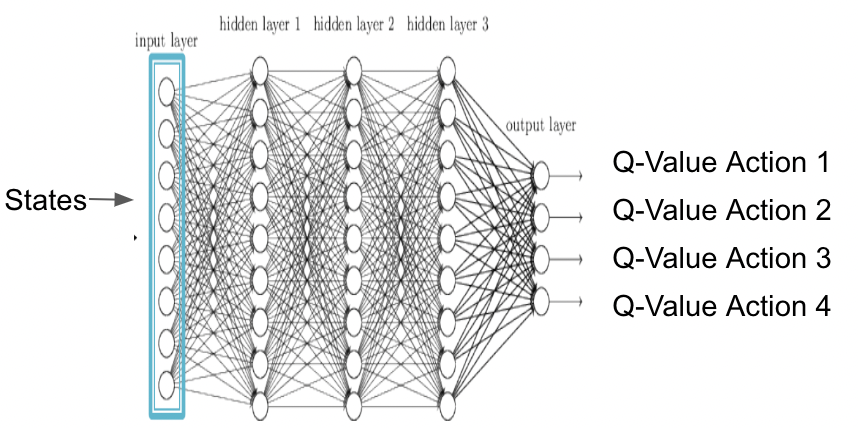 hidden layer 1 hidden layer 2 hidden layer 3
input layer
output layer
States
Q-Value Action 1
Q-Value Action 2
Q-Value Action 3
Q-Value Action 4